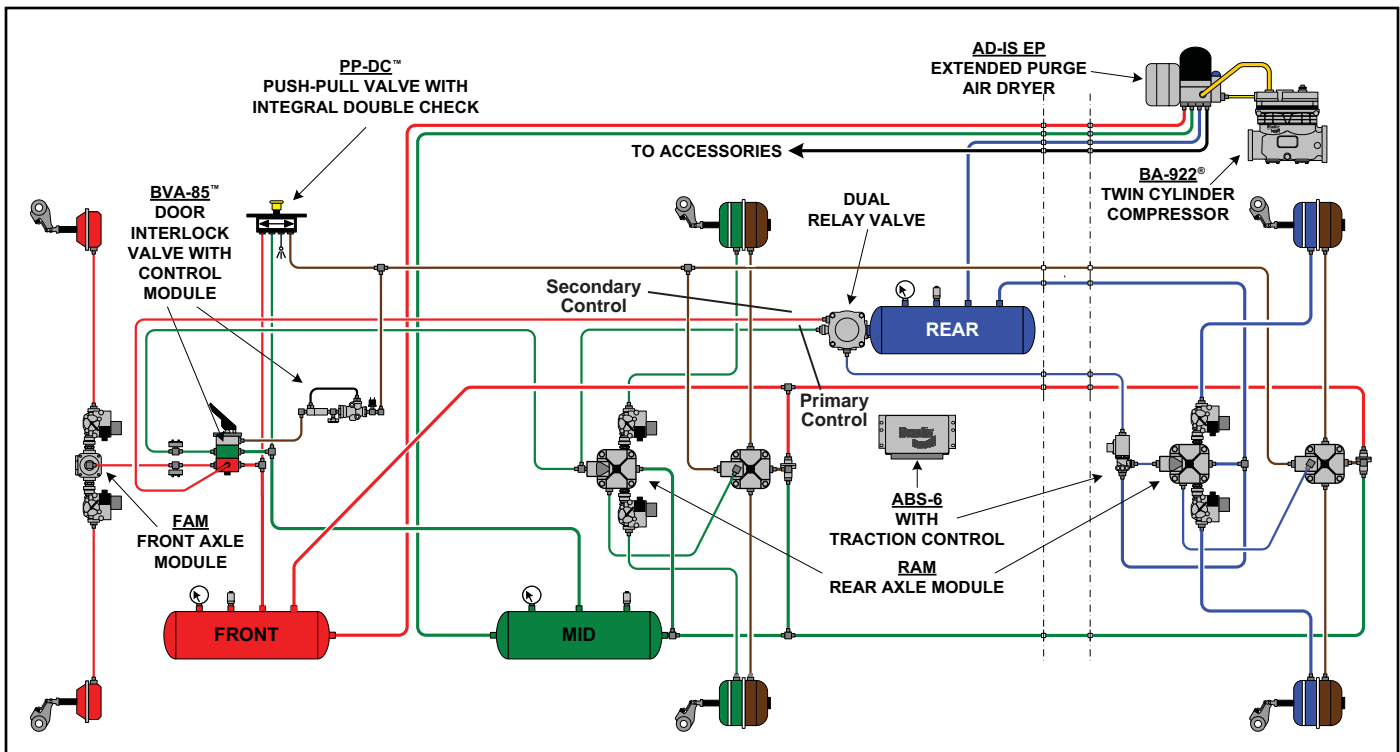 PP-DC™
PUSH-PULL VALVE WITH
INTEGRAL DOUBLE CHECK
AD-IS EP
EXTENDED PURGE
AIR DRYER
TO ACCESSORIES
BA-922®
TWIN CYLINDER
COMPRESSOR
BVA-85™
DOOR
INTERLOCK
VALVE WITH
CONTROL
MODULE
DUAL
RELAY VALVE
Secondary
Control
REAR
Primary
Control
ABS-6
WITH
TRACTION CONTROL
FAM
FRONT AXLE
MODULE
RAM
REAR AXLE MODULE
FRONT
MID